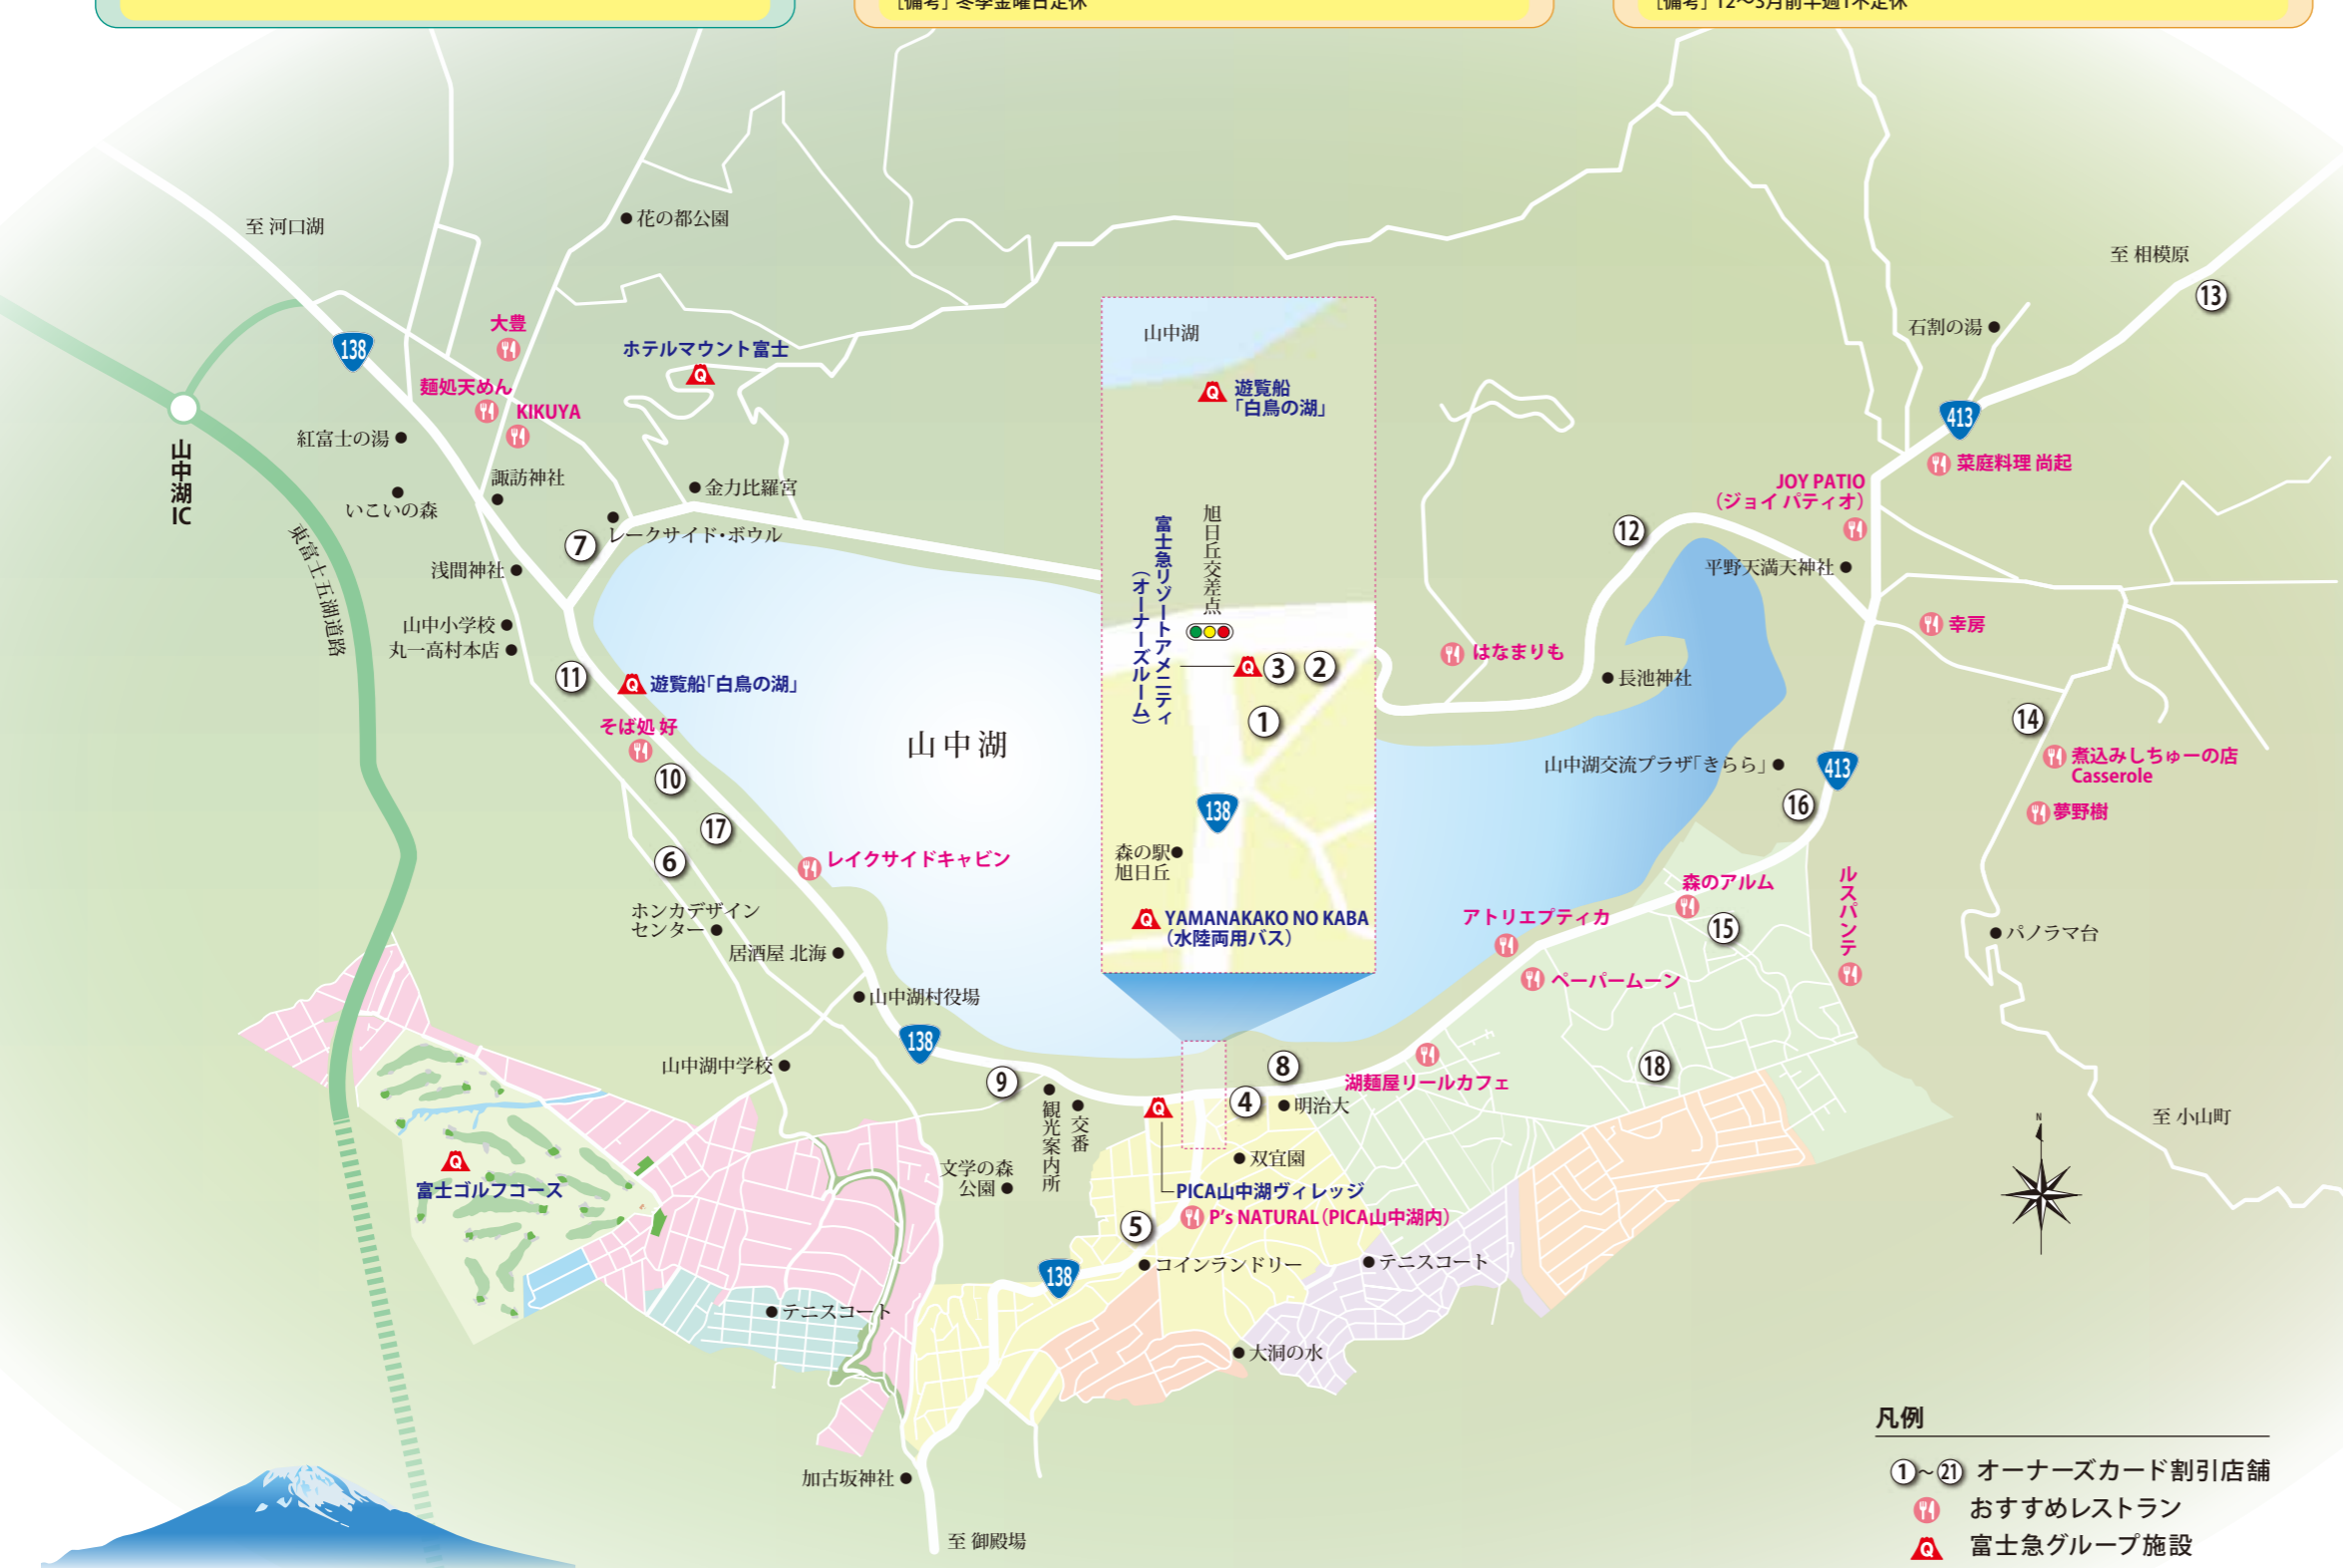 [備考] 冬季金曜日定休
[備考] 12～3月前半週1不定休
至 河口湖
花の都公園
至 相模原
13
大豊
138
ホテルマウント富士
麺処天めん
KIKUYA
紅富士の湯
山中湖IC
いこいの森
諏訪神社
金力比羅宮
レークサイド・ボウル
7
東富士五湖道路
浅間神社
山中小学校
丸一高村本店
11
遊覧船「白鳥の湖」
そば処 好
10
17
6
レイクサイドキャビン
山中湖
ホンカデザイン
センター
居酒屋 北海
山中湖村役場
138
山中湖中学校
9
観光案内所
交番
文学の森
公園
山中湖
遊覧船
「白鳥の湖」
旭日丘交差点
富士急リゾートアメニティ
（オーナーズルーム）
3
2
1
138
森の駅
旭日丘
YAMANAKAKO NO KABA
（水陸両用バス）
石割の湯
413
菜庭料理 尚起
JOY PATIO
（ジョイ パティオ）
12
平野天満天神社
はなまりも
幸房
長池神社
14
山中湖交流プラザ「きらら」
413
煮込みしちゅーの店
Casserole
16
夢野樹
森のアルム
ルスパンテ
15
アトリエプティカ
パノラマ台
ペーパームーン
8
湖麺屋リールカフェ
18
4
明治大
至 小山町
N
双宜園
PICA山中湖ヴィレッジ
P's NATURAL（PICA山中湖内）
5
コインランドリー
テニスコート
138
富士ゴルフコース
テニスコート
大洞の水
加古坂神社
至 御殿場
凡例
1～21 オーナーズカード割引店舗
おすすめレストラン
富士急グループ施設